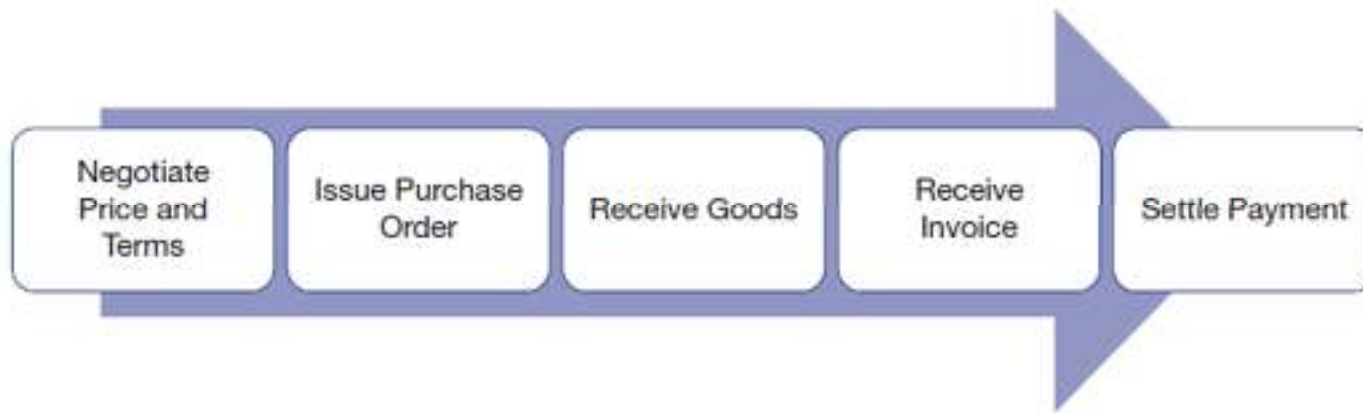 Negotiate
Price and
Terms
Issue Purchase
Order
Receive Goods
Receive
Invoice
Settle Payment